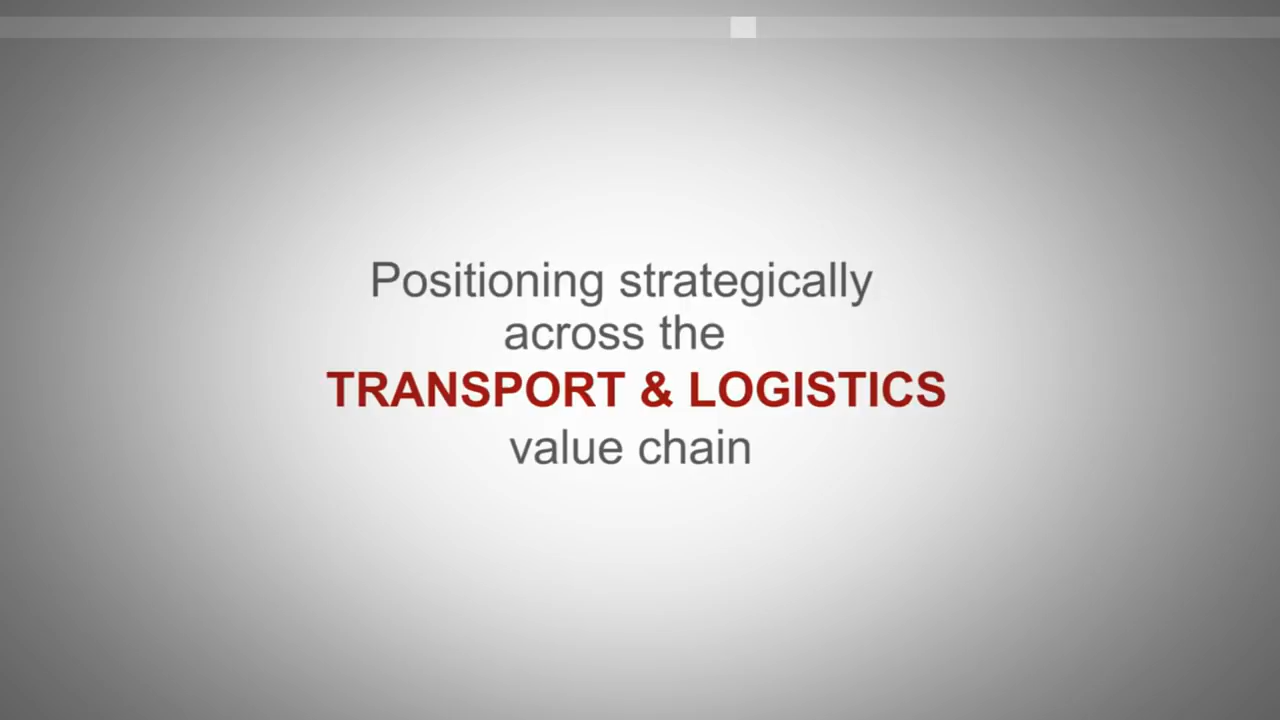 Positioning strategically
across the
TRANSPORT & LOGISTICS
value chain